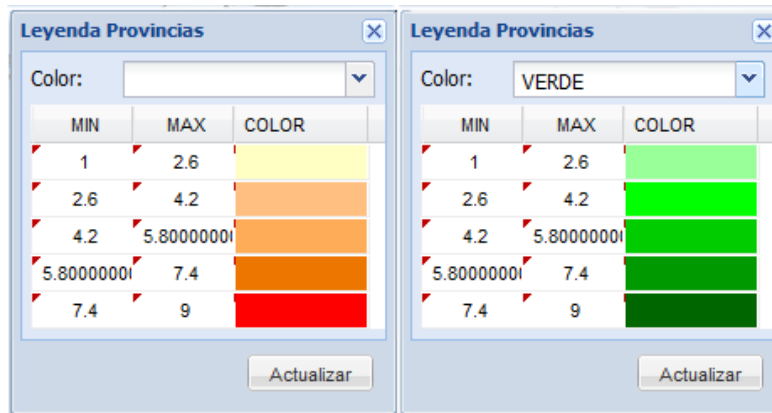 Leyenda Provincias
Color:
MIN MAX COLOR
1 2.6
2.6 4.2
4.2 5.80000000
5.80000000 7.4
7.4 9
Actualizar
Leyenda Provincias
Color: VERDE
MIN MAX COLOR
1 2.6
2.6 4.2
4.2 5.80000000
5.80000000 7.4
7.4 9
Actualizar